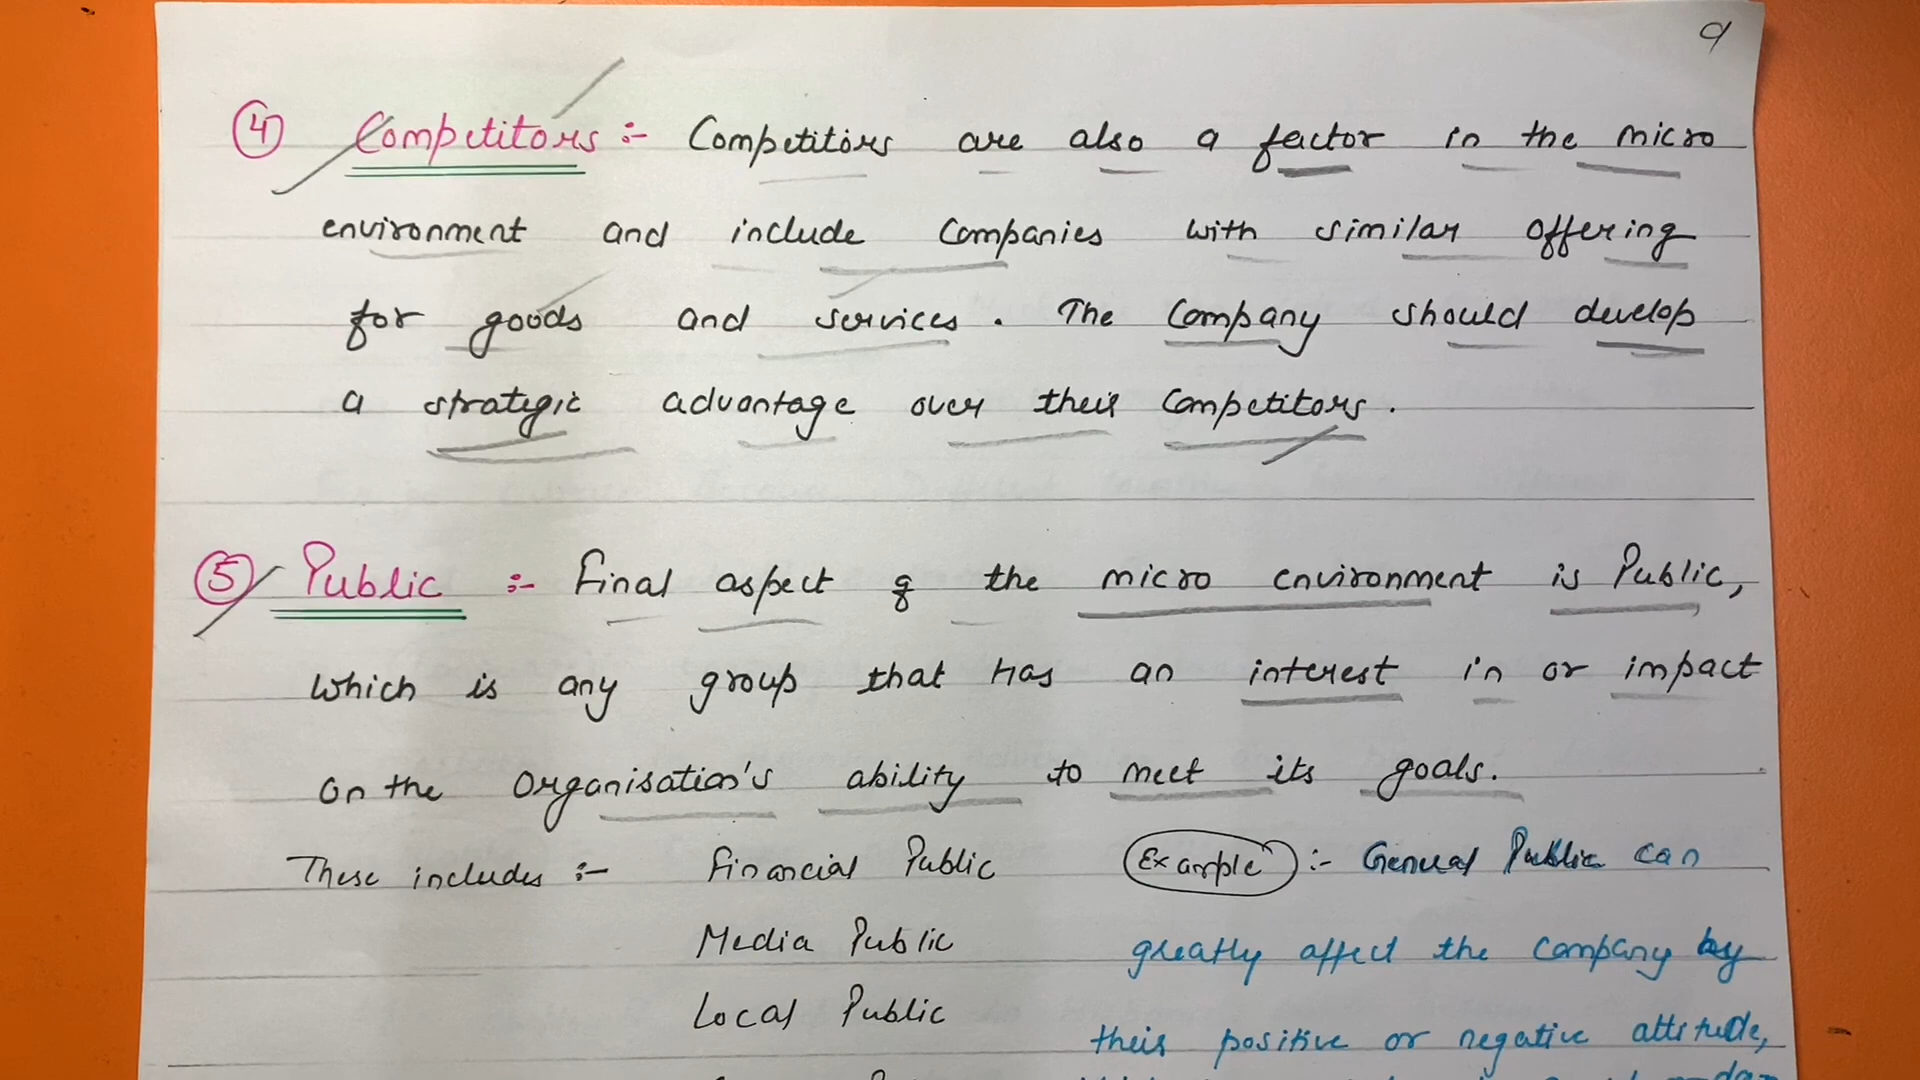 9
④ Competitors :- Competitors are also a factor in the micro
environment and include companies with similar offering
for goods and services. The company should develop
a strategic advantage over their competitors.
⑤ Public :- Final aspect of the micro environment is Public,
which is any group that has an interest in or impact
on the organisation's ability to meet its goals.
These includes :- Financial Public
Media Public
Local Public
Example :- General Public can
greatly affect the company by
their positive or negative attitude,